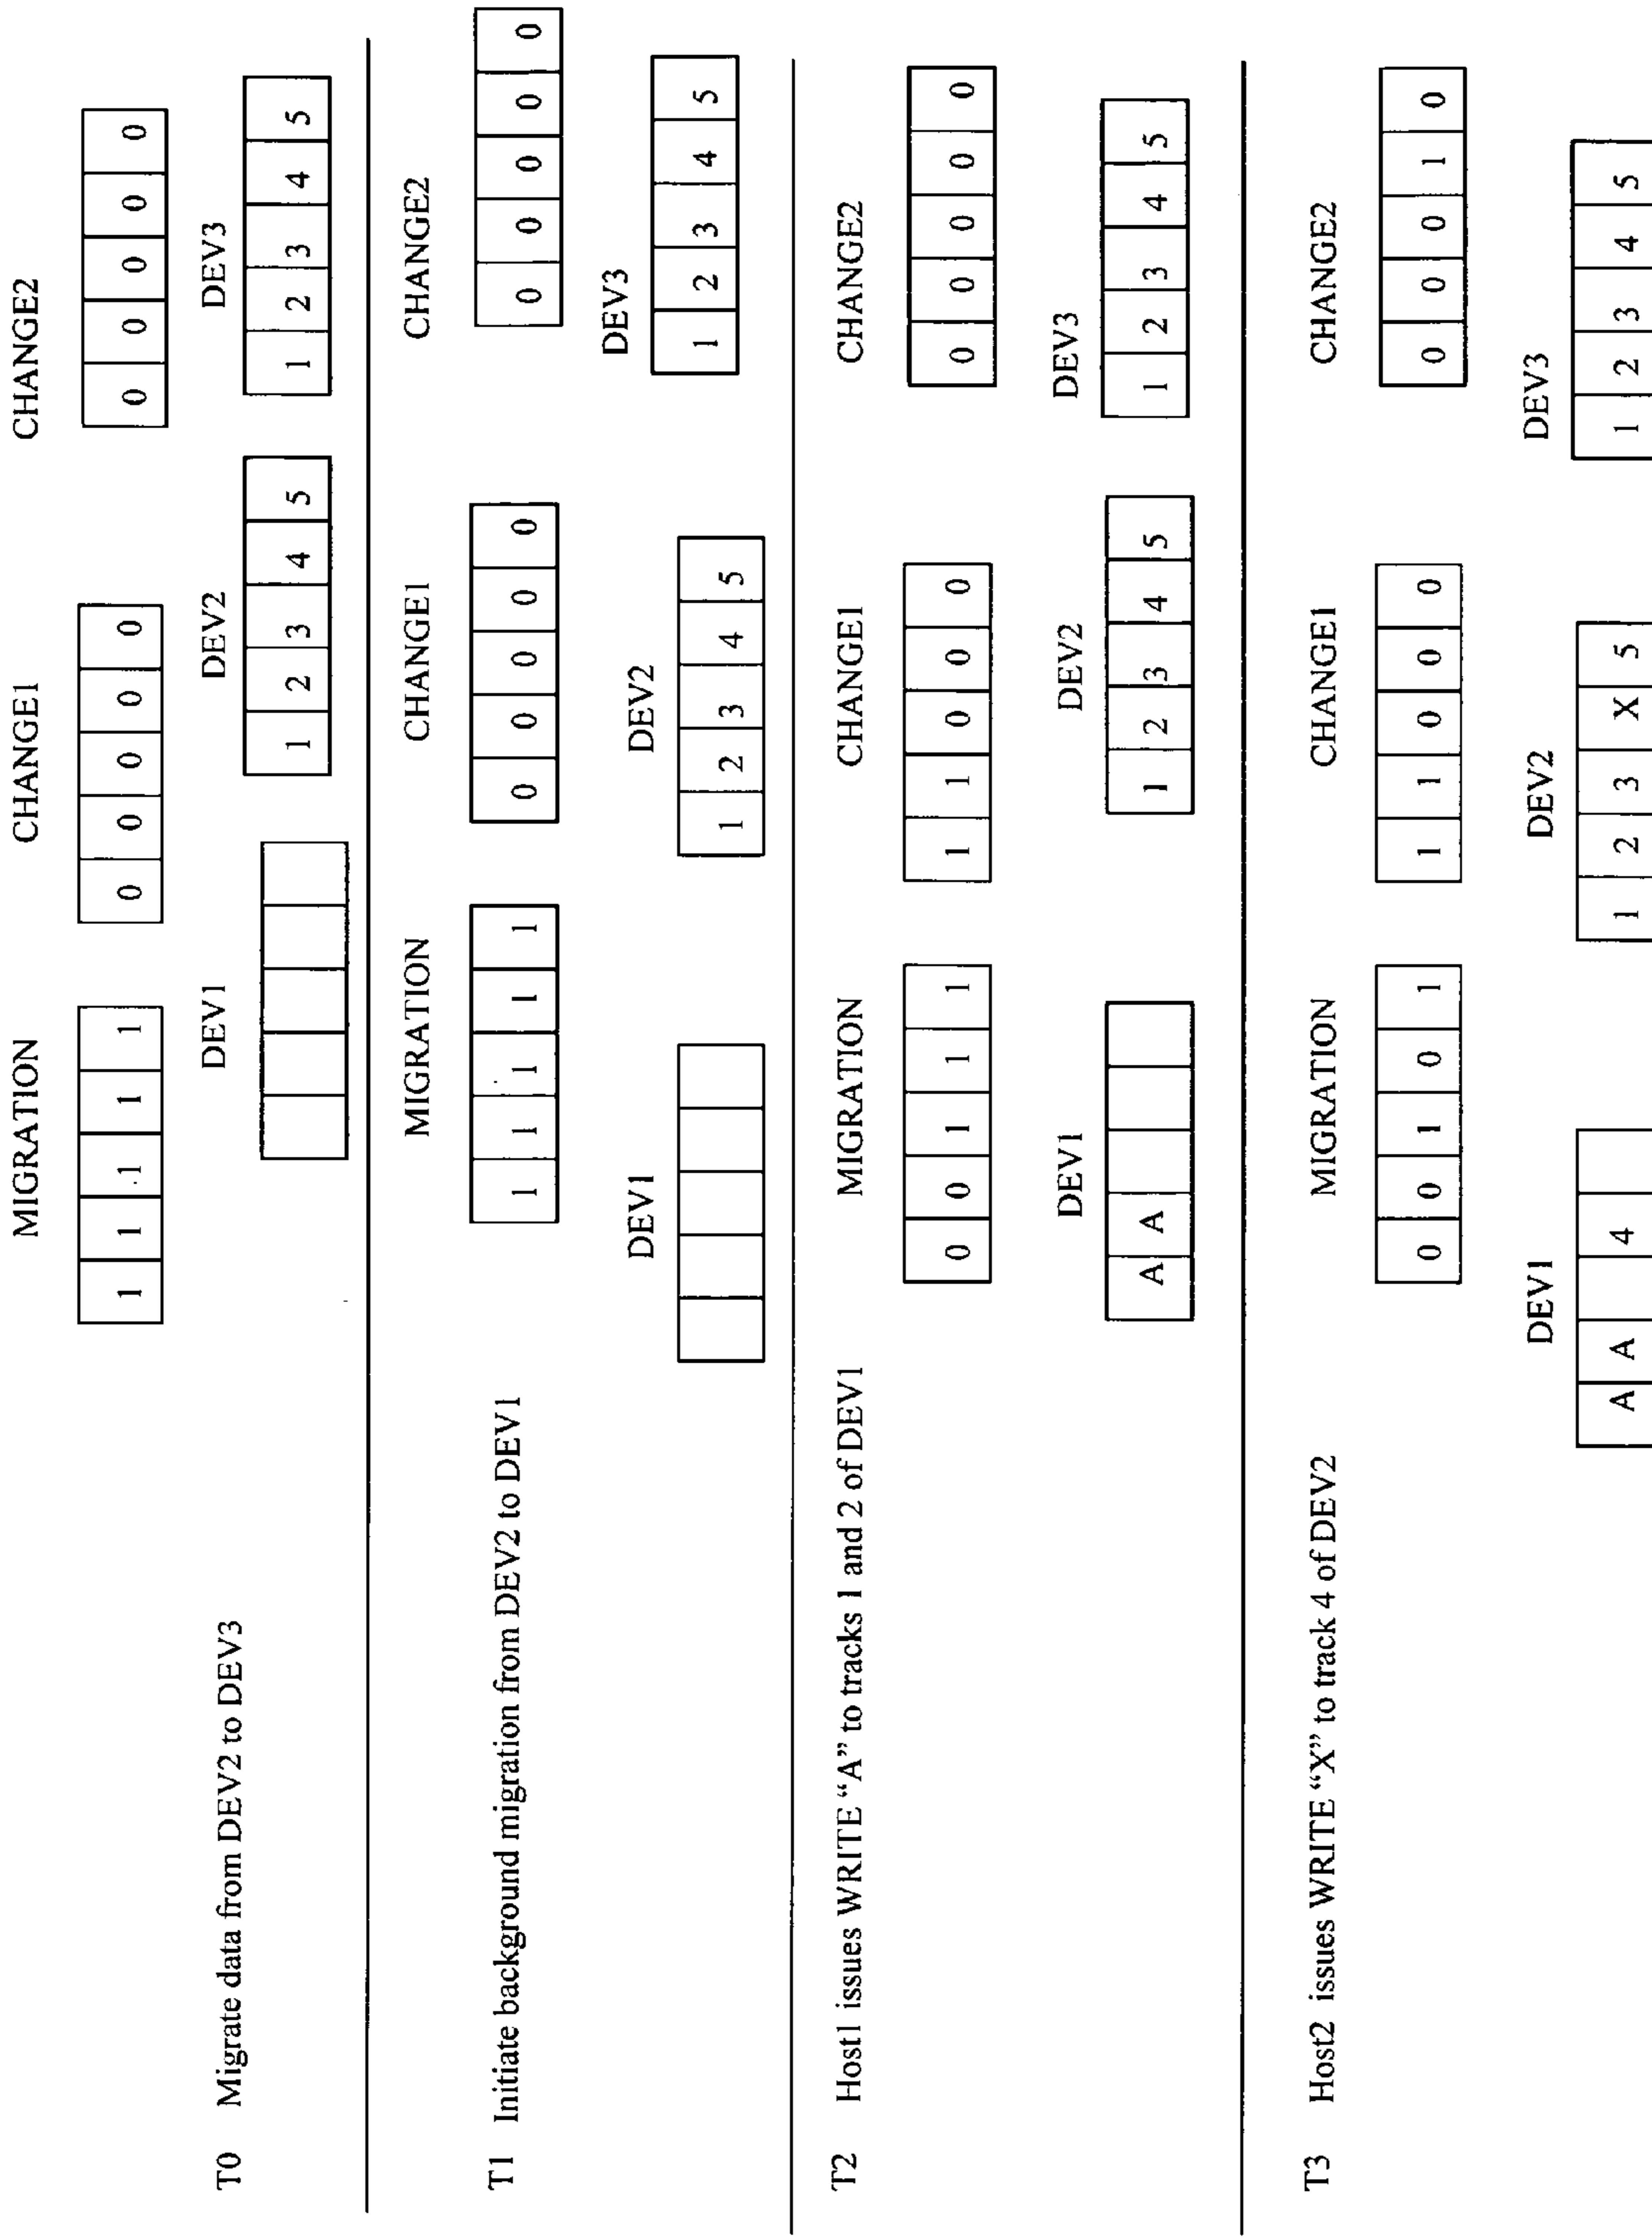 MIGRATION CHANGE1 CHANGE2
1 1 1 1 1 0 0 0 0 0 0 0 0 0 0
T0 Migrate data from DEV2 to DEV3
DEV1 DEV2 DEV3
1 2 3 4 5 1 2 3 4 5
MIGRATION CHANGE1 CHANGE2
1 1 1 1 1 0 0 0 0 0 0 0 0 0 0
T1 Initiate background migration from DEV2 to DEV1
DEV1 DEV2 DEV3
1 2 3 4 5 1 2 3 4 5
T2 Host1 issues WRITE “A” to tracks 1 and 2 of DEV1
MIGRATION CHANGE1 CHANGE2
0 0 1 1 1 1 1 0 0 0 0 0 0 0 0
DEV1 DEV2 DEV3
A A 1 2 3 4 5 1 2 3 4 5
T3 Host2 issues WRITE “X” to track 4 of DEV2
MIGRATION CHANGE1 CHANGE2
0 0 1 0 1 1 1 0 0 0 0 0 0 1 0
DEV1 DEV2 DEV3
A A 4 1 2 3 X 5 1 2 3 4 5